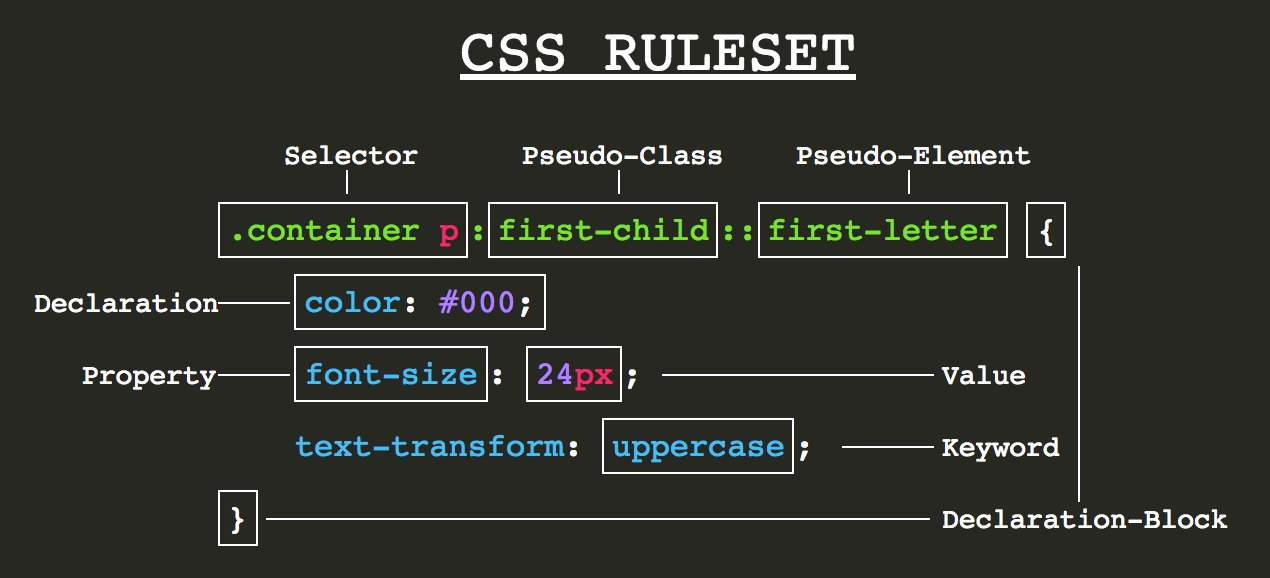 CSS RULESET
Selector Pseudo-Class Pseudo-Element
.container p:first-child::first-letter {
Declaration color: #000;
Property font-size: 24px; Value
text-transform: uppercase; Keyword
} Declaration-Block